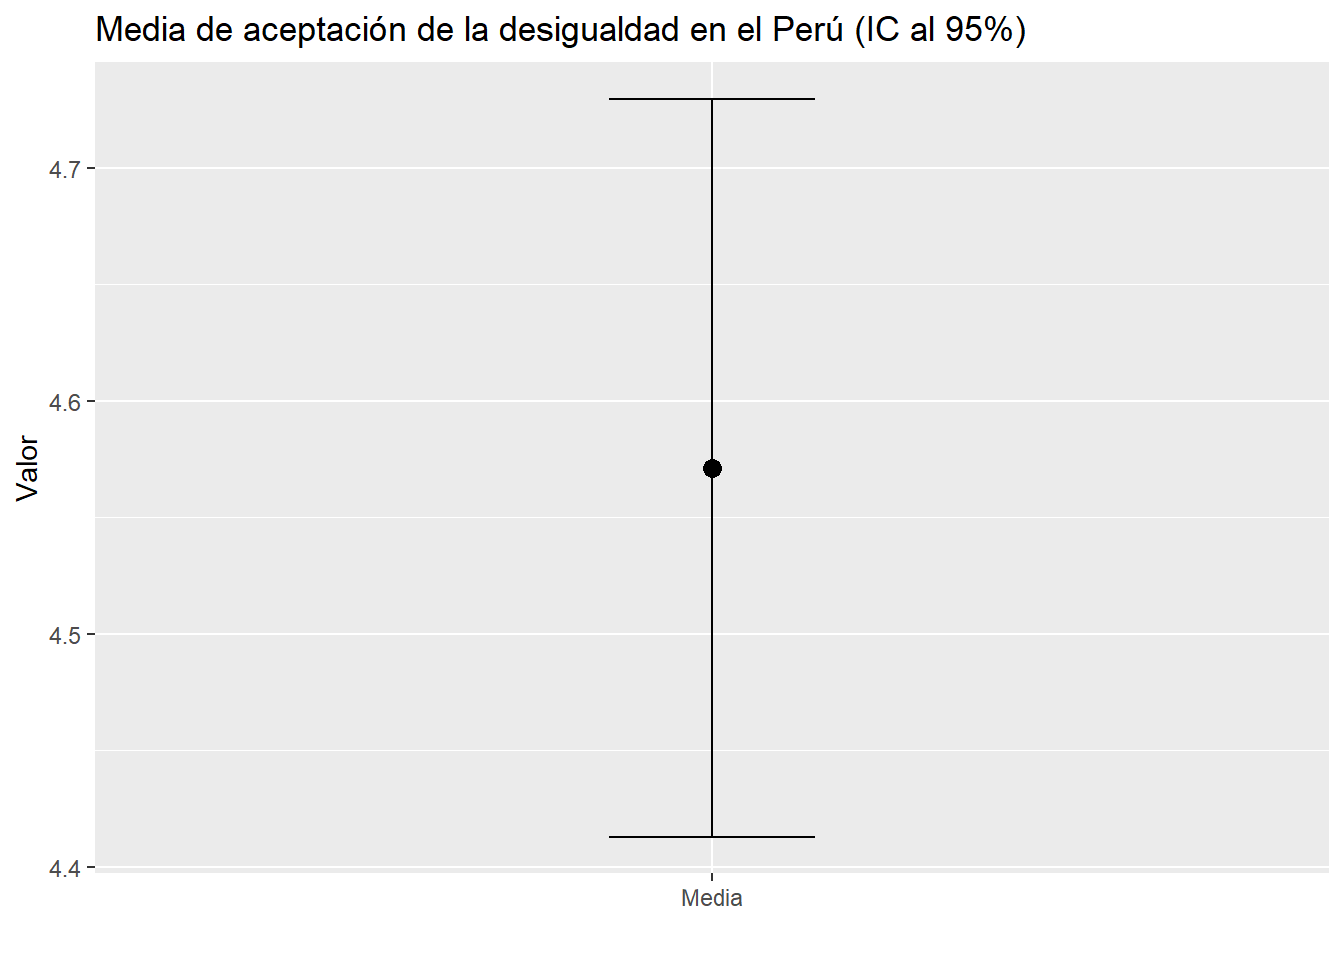 Media de aceptación de la desigualdad en el Perú (IC al 95%)
4.7
4.6
Valor
4.5
4.4
Media